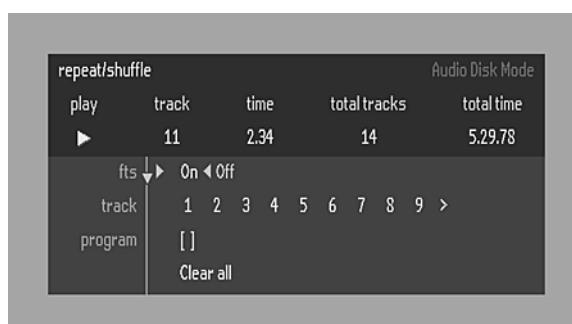 repeat/shuffle Audio Disk Mode
play track time total tracks total time
11 2.34 14 5.29.78
fts On Off
track 1 2 3 4 5 6 7 8 9 >
program [ ]
Clear all